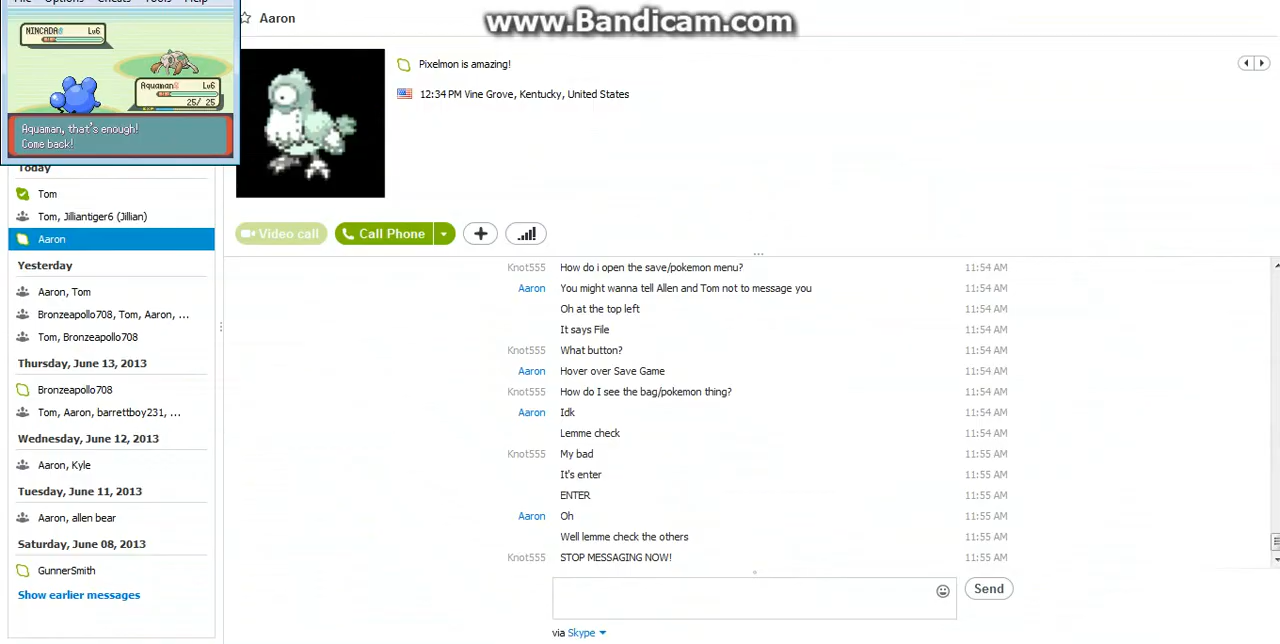 File Options Cheats Tools Help
NINCADA♂ Lv6
Aquaman♂ Lv6
25/ 25
Aquaman, that's enough!
Come back!
Aaron
www.Bandicam.com
Pixelmon is amazing!
12:34 PM Vine Grove, Kentucky, United States
Video call
Call Phone
Today
Tom
Tom, Jilliantiger6 (Jillian)
Aaron
Yesterday
Aaron, Tom
Bronzeapollo708, Tom, Aaron, ...
Tom, Bronzeapollo708
Thursday, June 13, 2013
Bronzeapollo708
Tom, Aaron, barrettboy231, ...
Wednesday, June 12, 2013
Aaron, Kyle
Tuesday, June 11, 2013
Aaron, allen bear
Saturday, June 08, 2013
GunnerSmith
Show earlier messages
Knot555 How do i open the save/pokemon menu? 11:54 AM
Aaron You might wanna tell Allen and Tom not to message you 11:54 AM
Oh at the top left 11:54 AM
It says File 11:54 AM
Knot555 What button? 11:54 AM
Aaron Hover over Save Game 11:54 AM
Knot555 How do I see the bag/pokemon thing? 11:54 AM
Aaron Idk 11:54 AM
Lemme check 11:54 AM
Knot555 My bad 11:55 AM
It's enter 11:55 AM
ENTER 11:55 AM
Aaron Oh 11:55 AM
Well lemme check the others 11:55 AM
Knot555 STOP MESSAGING NOW! 11:55 AM
Send
via Skype